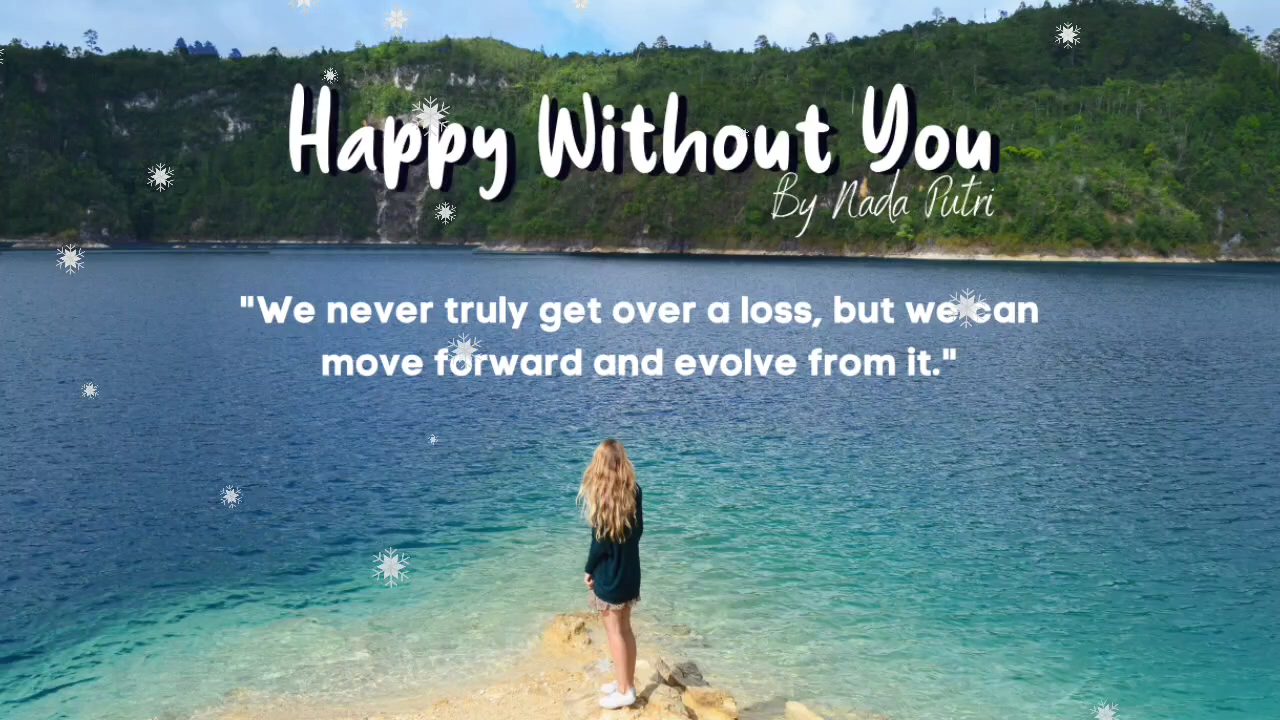 Happy Without You
By Nada Putri
"We never truly get over a loss, but we can
move forward and evolve from it."